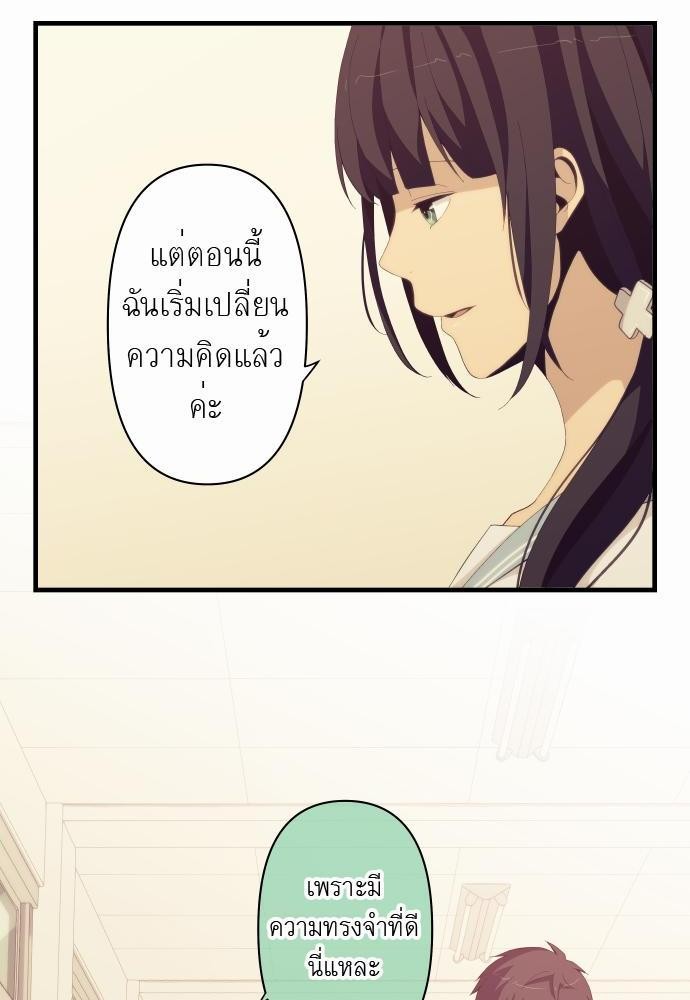 แต่ตอนนี้
ฉันเริ่มเปลี่ยน
ความคิดแล้ว
ค่ะ
เพราะมี
ความทรงจำที่ดี
นี่แหละ